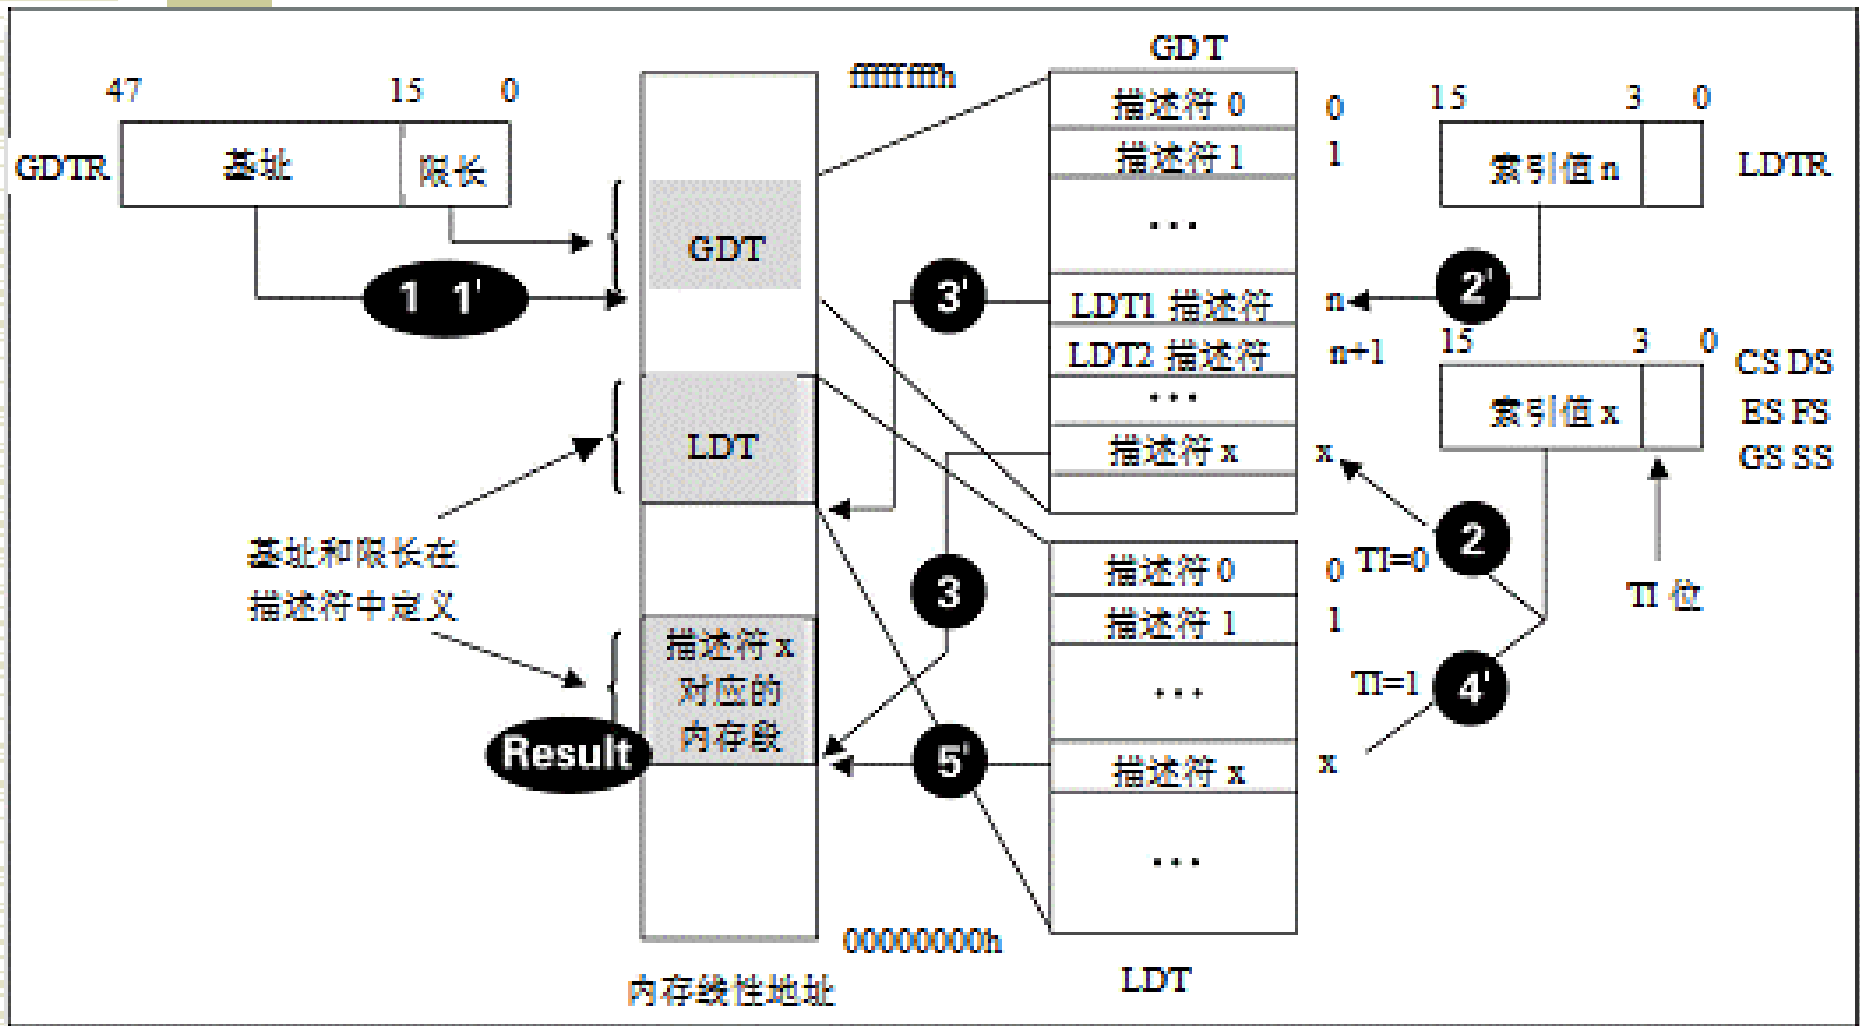 GDT
47 15 0
GDTR
基址
限长
1 1'
ffffffffh
GDT
LDT
基址和限长在
描述符中定义
描述符 x
对应的
内存段
Result
00000000h
内存线性地址
描述符 0 0
描述符 1 1
...
LDT1 描述符 n
LDT2 描述符 n+1
...
描述符 x x
3'
3
5'
描述符 0 0
描述符 1 1
...
描述符 x x
...
LDT
15 3 0
索引值 n
LDTR
2'
15 3 0
索引值 x
CS DS
ES FS
GS SS
2
TI=0
TI 位
TI=1
4'